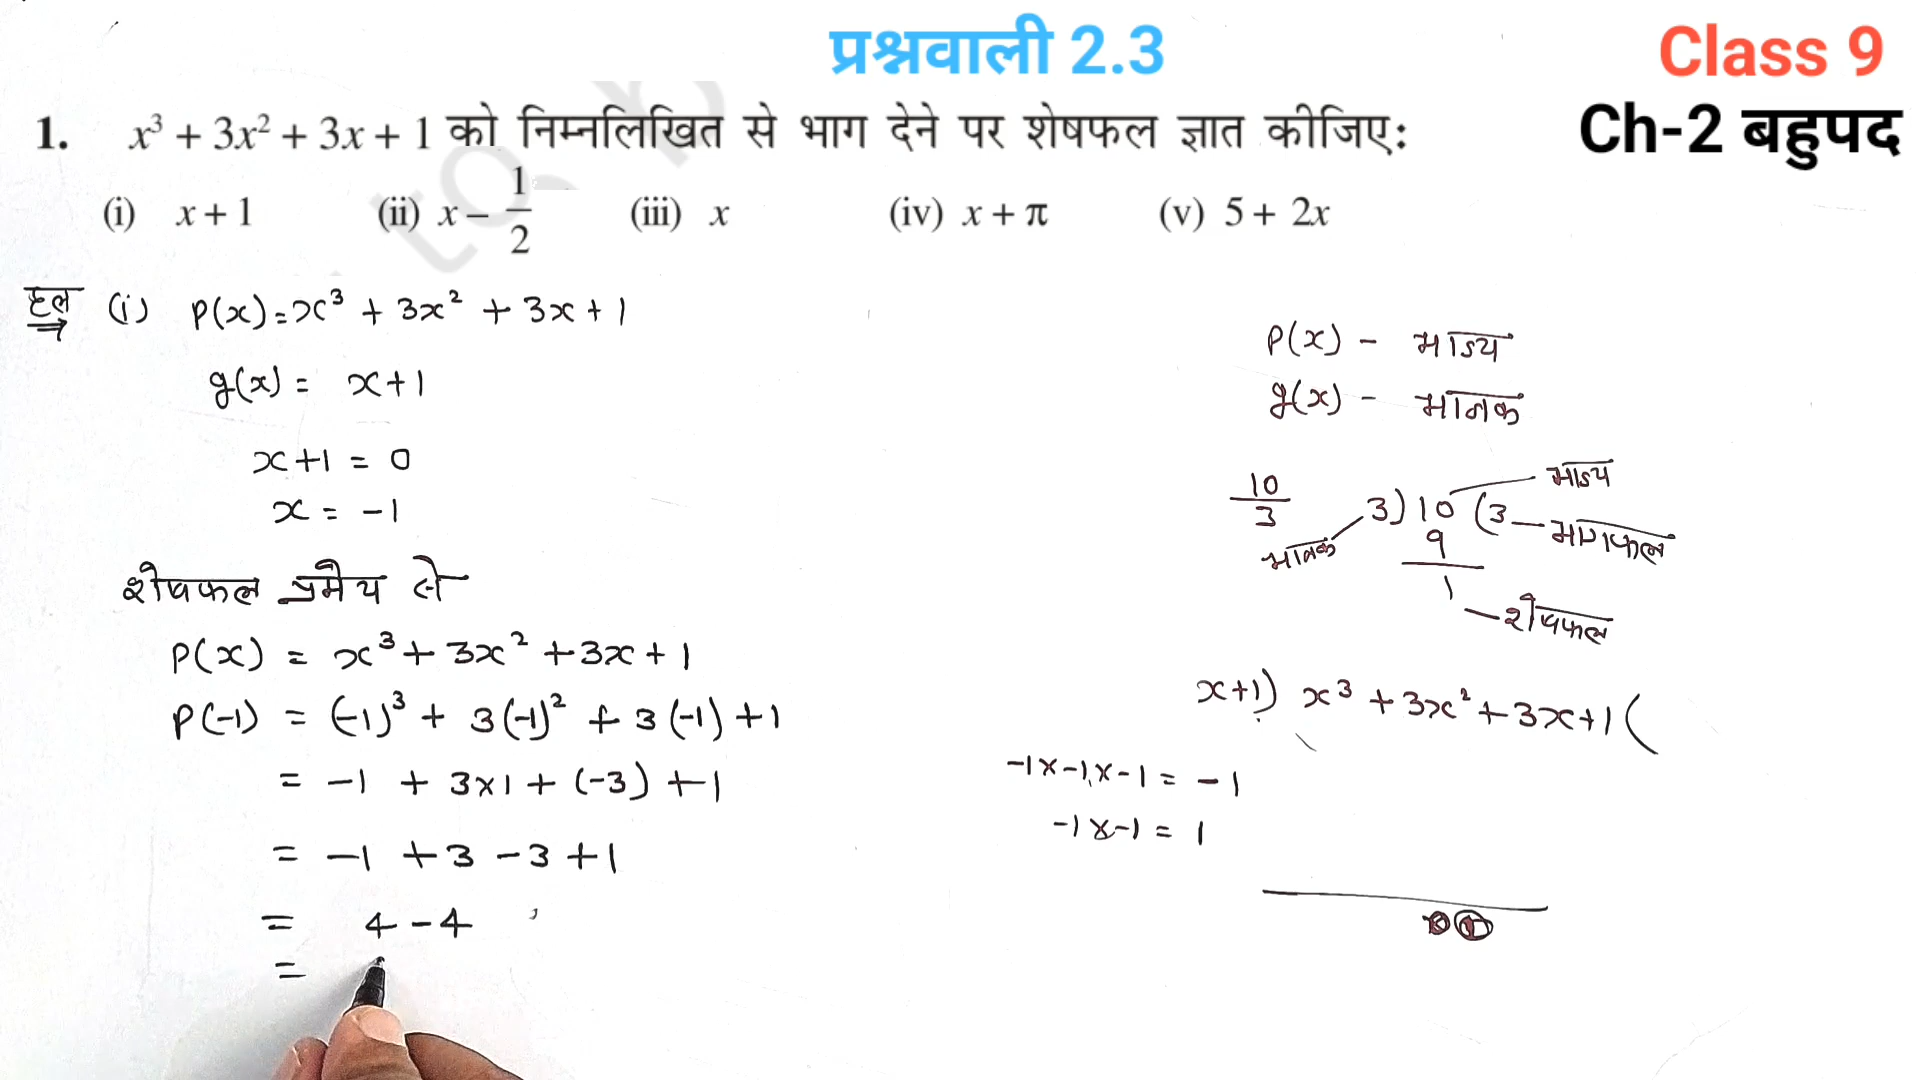 प्रश्नवाली 2.3
Class 9
Ch-2 बहुपद
1. x³ + 3x² + 3x + 1 को निम्नलिखित से भाग देने पर शेषफल ज्ञात कीजिए:
(i) x + 1 (ii) x – 1/2 (iii) x (iv) x + π (v) 5 + 2x
हल (i) P(x) = x³ + 3x² + 3x + 1
g(x) = x+1
x+1 = 0
x = -1
शेषफल प्रमेय से
P(x) = x³ + 3x² + 3x + 1
P(-1) = (-1)³ + 3(-1)² + 3(-1) + 1
= -1 + 3x1 + (-3) + 1
= -1 + 3 - 3 + 1
= 4 - 4
=
P(x) - भाज्य
g(x) - भाजक
10/3
3) 10 (3
भाज्य
भाजक
भागफल
9
1
शेषफल
x+1) x³ + 3x² + 3x + 1 (
-1 x -1 x -1 = -1
-1 x -1 = 1